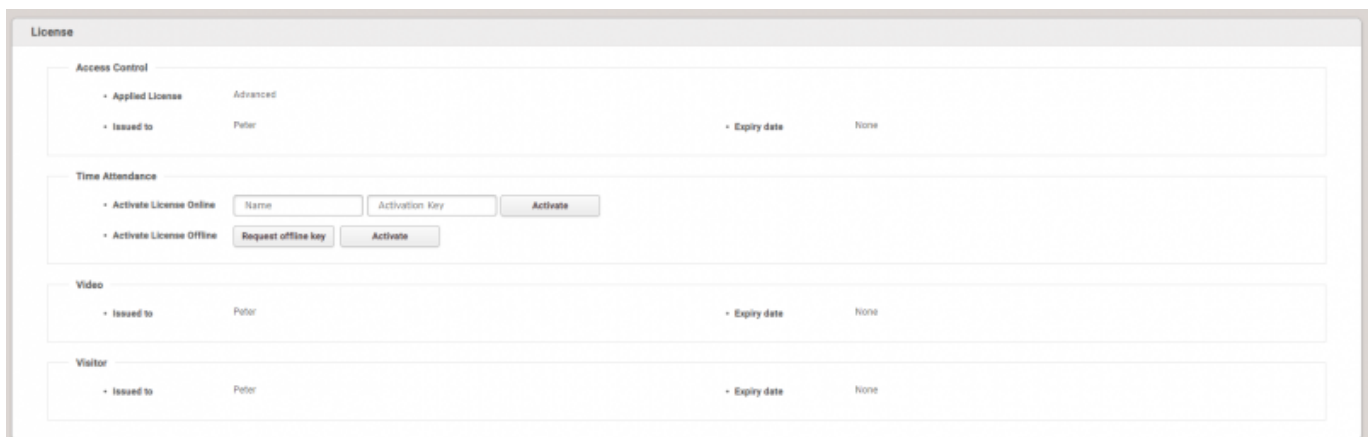 License
Access Control
• Applied License Advanced
• Issued to Peter • Expiry date None
Time Attendance
• Activate License Online Name Activation Key Activate
• Activate License Offline Request offline key Activate
Video
• Issued to Peter • Expiry date None
Visitor
• Issued to Peter • Expiry date None